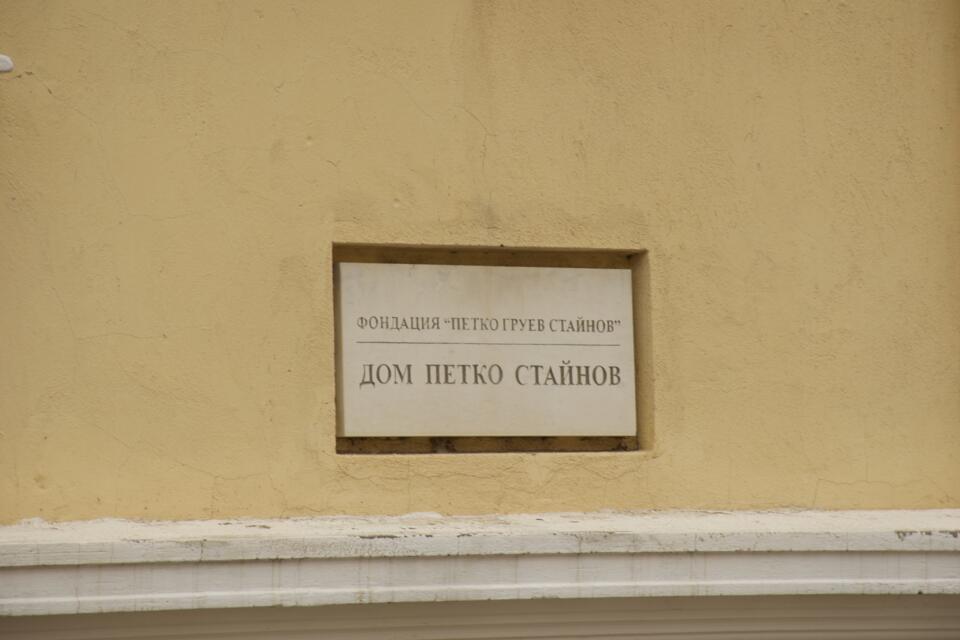 ФОНДАЦИЯ "ПЕТКО ГРУЕВ СТАЙНОВ"
ДОМ ПЕТКО СТАЙНОВ